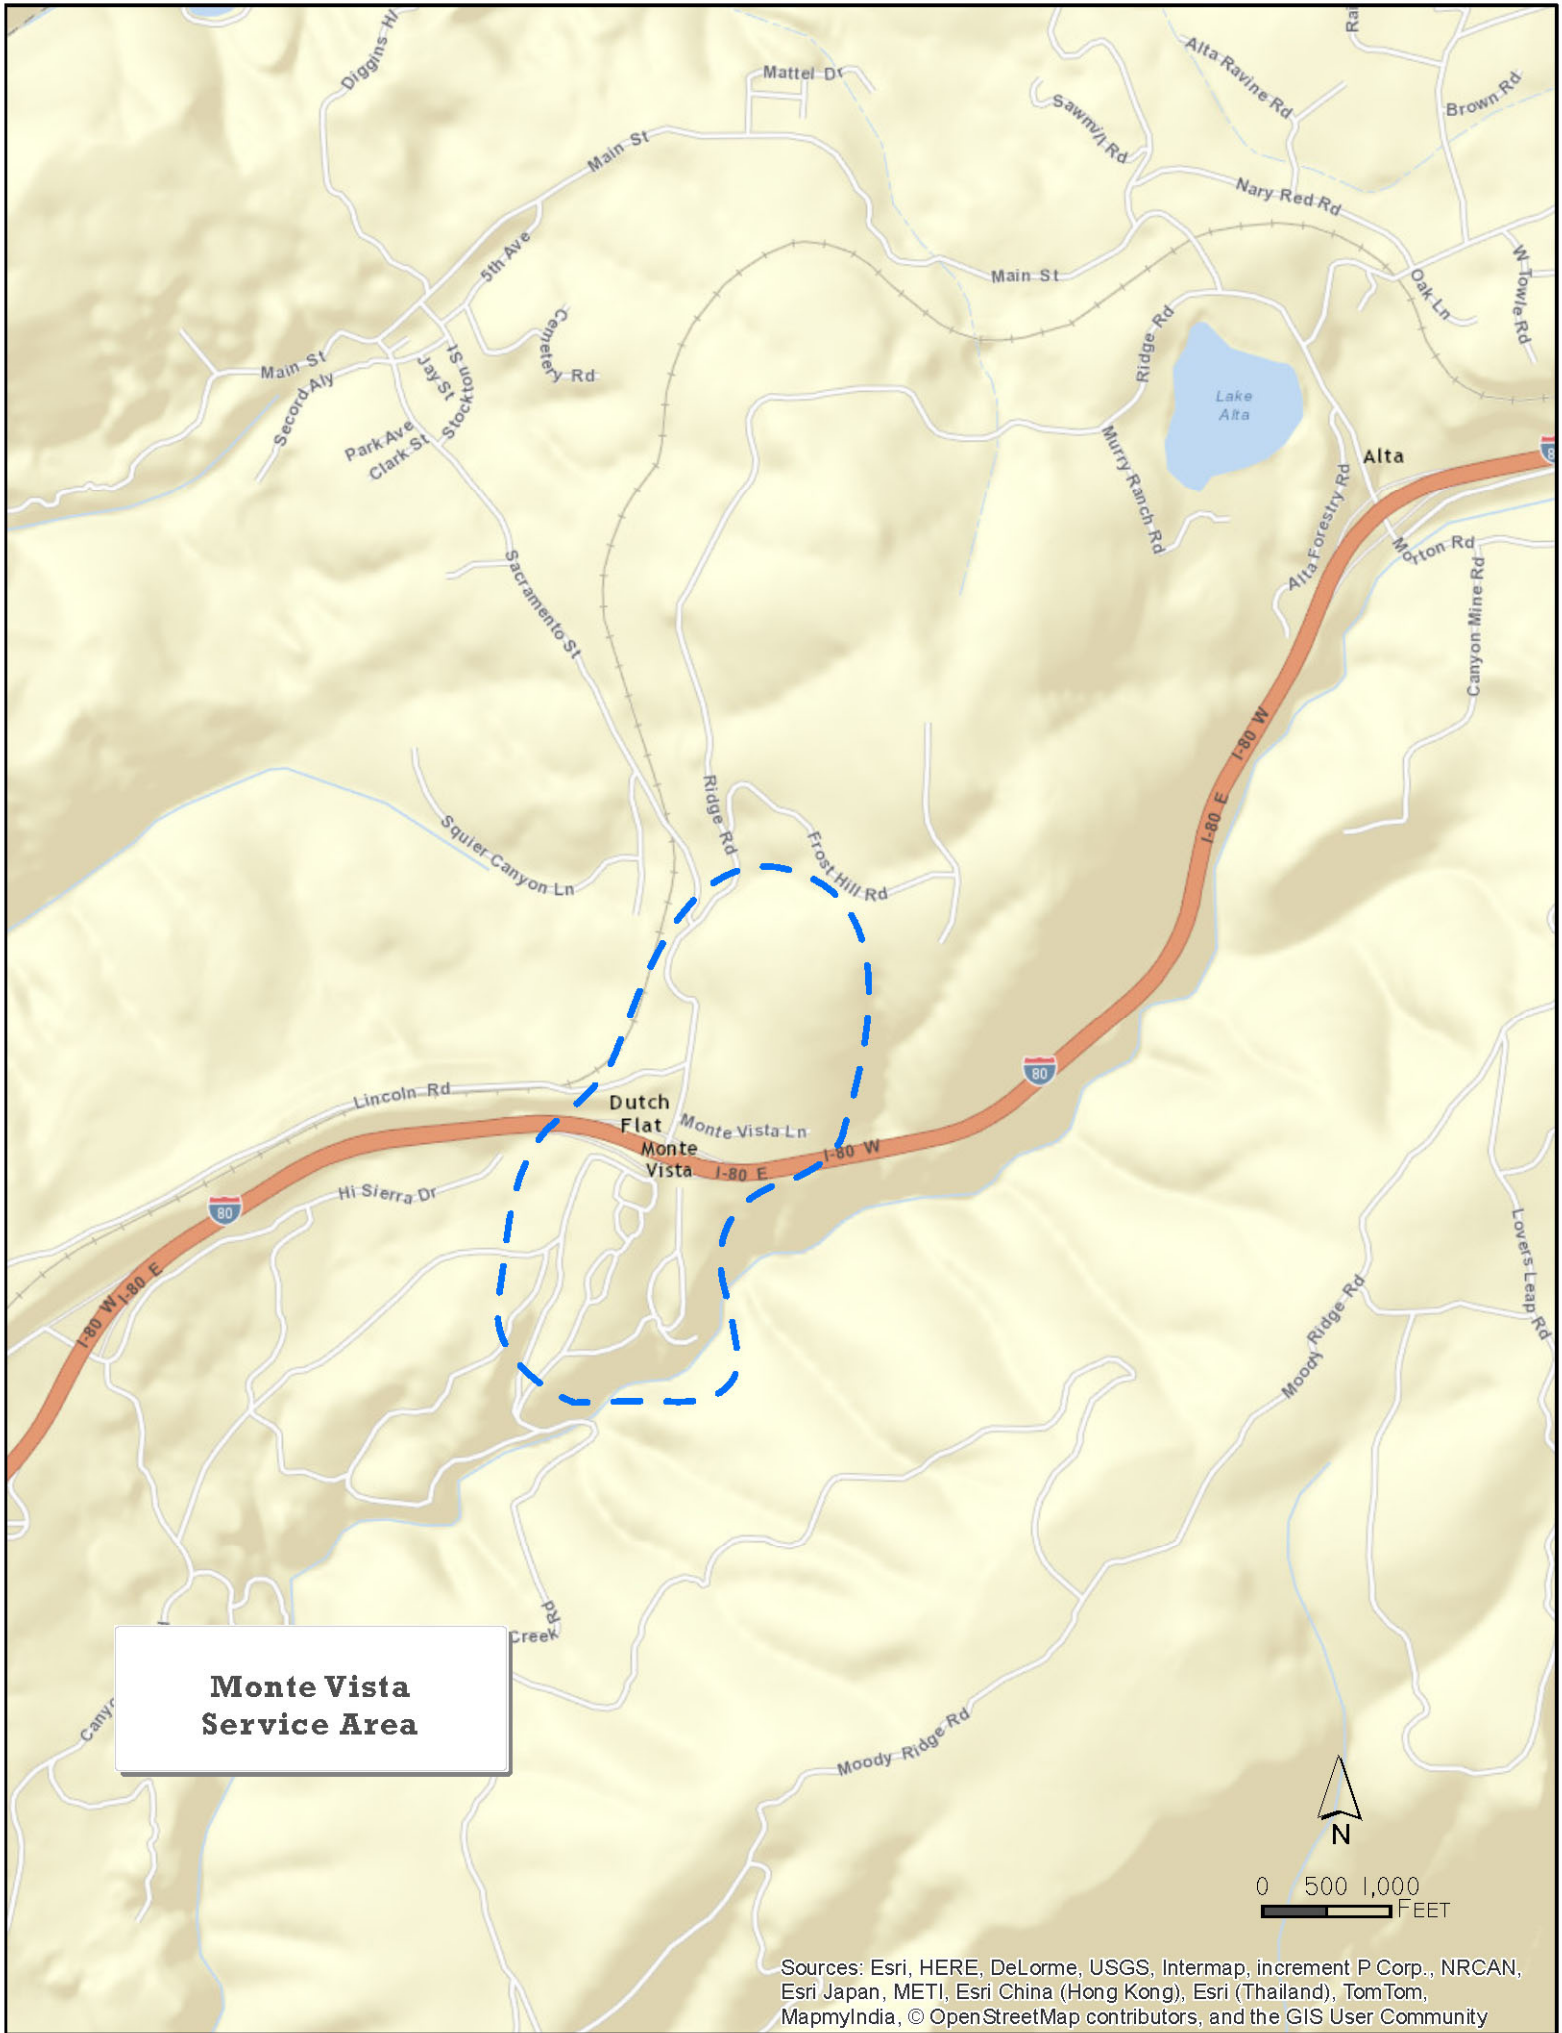 Diggins H
Mattel Dr
Rai
Alta Ravine Rd
Brown Rd
Sawmill Rd
Main St
Nary Red Rd
5th Ave
Main St
Oak Ln
W Towle Rd
Cemetery Rd
Ridge Rd
Main St
Second Aly
Jay St
Stockton St
Park Ave
Clark St
Lake
Alta
Alta
80
Murry Ranch Rd
Alta Forestry Rd
Morton Rd
Canyon Mine Rd
Sacramento St
I-80 W
I-80 E
Squier Canyon Ln
Ridge Rd
Frost Hill Rd
Lincoln Rd
Dutch
Flat
Monte Vista Ln
Monte
Vista
I-80 E
I-80 W
80
Hi Sierra Dr
80
I-80 W
I-80 E
Lovers Leap Rd
Moody Ridge Rd
Creek Rd
Canyo
Moody Ridge Rd
Monte Vista
Service Area
N
0 500 1,000
FEET
Sources: Esri, HERE, DeLorme, USGS, Intermap, increment P Corp., NRCAN,
Esri Japan, METI, Esri China (Hong Kong), Esri (Thailand), TomTom,
MapmyIndia, © OpenStreetMap contributors, and the GIS User Community